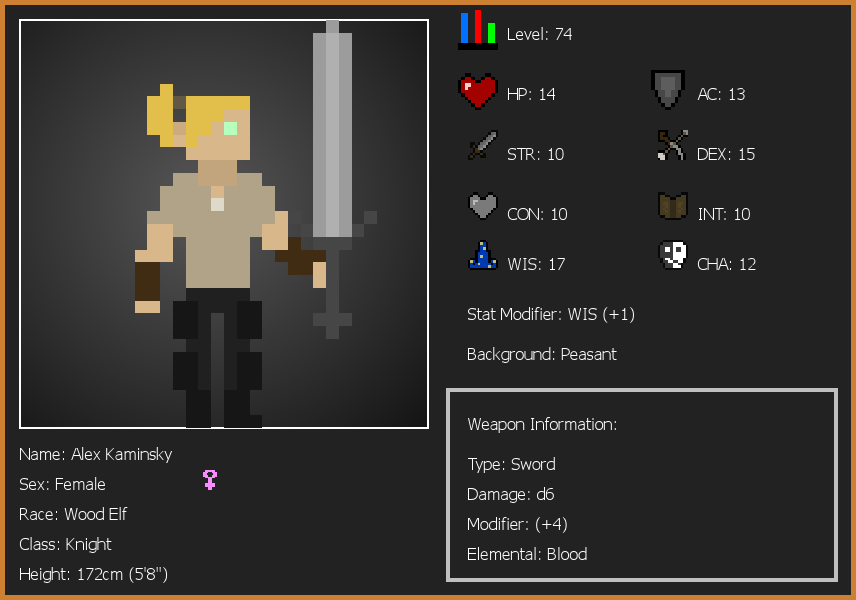 Level: 74
HP: 14
AC: 13
STR: 10
DEX: 15
CON: 10
INT: 10
WIS: 17
CHA: 12
Stat Modifier: WIS (+1)
Background: Peasant
Weapon Information:
Type: Sword
Damage: d6
Modifier: (+4)
Elemental: Blood
Name: Alex Kaminsky
Sex: Female
Race: Wood Elf
Class: Knight
Height: 172cm (5'8")